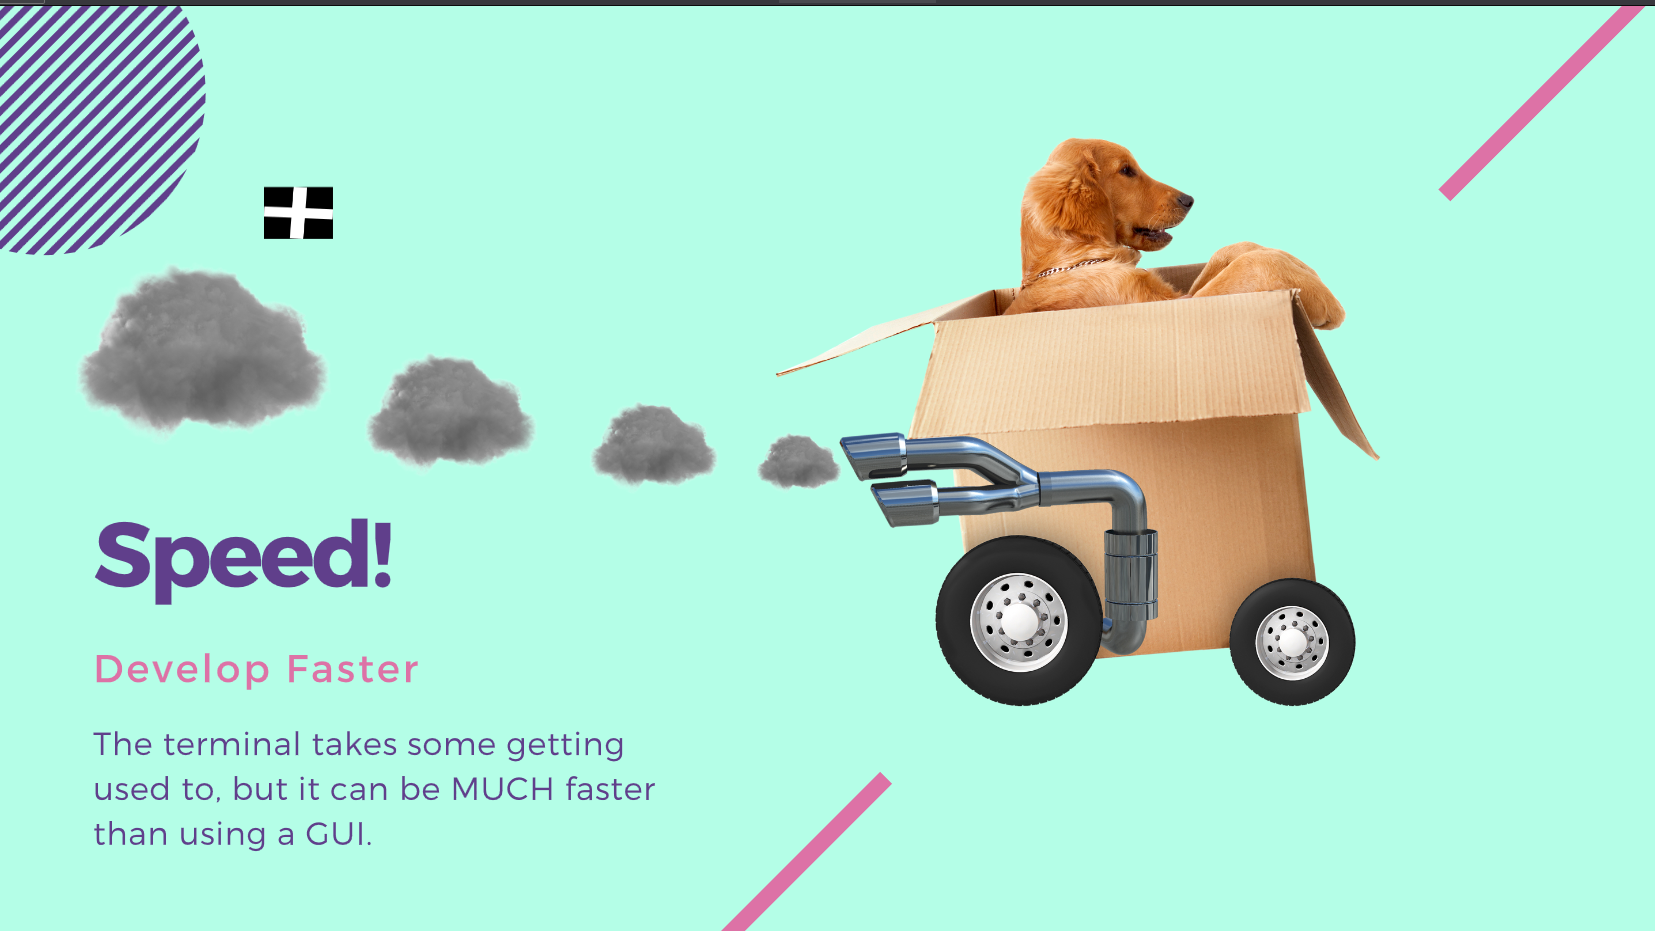 Speed!
Develop Faster
The terminal takes some getting
used to, but it can be MUCH faster
than using a GUI.